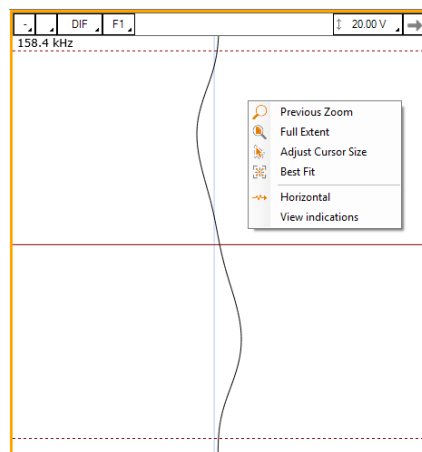 - DIF F1 20.00 V
158.4 kHz
Previous Zoom
Full Extent
Adjust Cursor Size
Best Fit
Horizontal
View indications